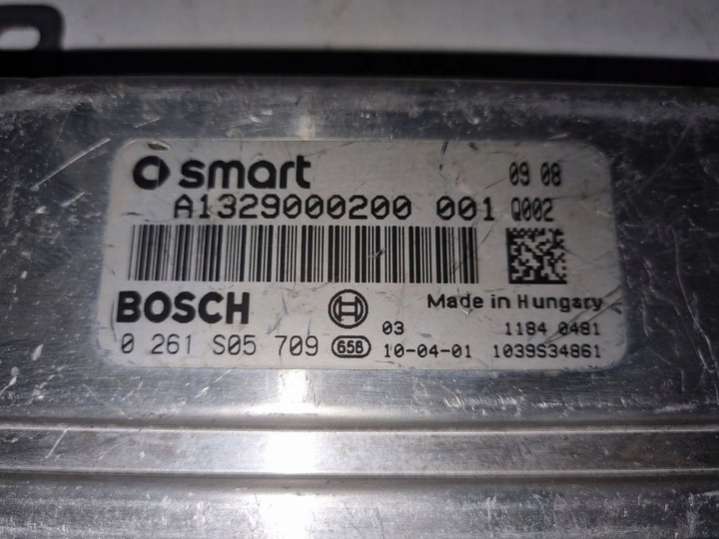 smart 09 08
A1329000200 001 Q002
BOSCH Made in Hungary
03 1184 0481
0 261 S05 709 658 10-04-01 1039S34861